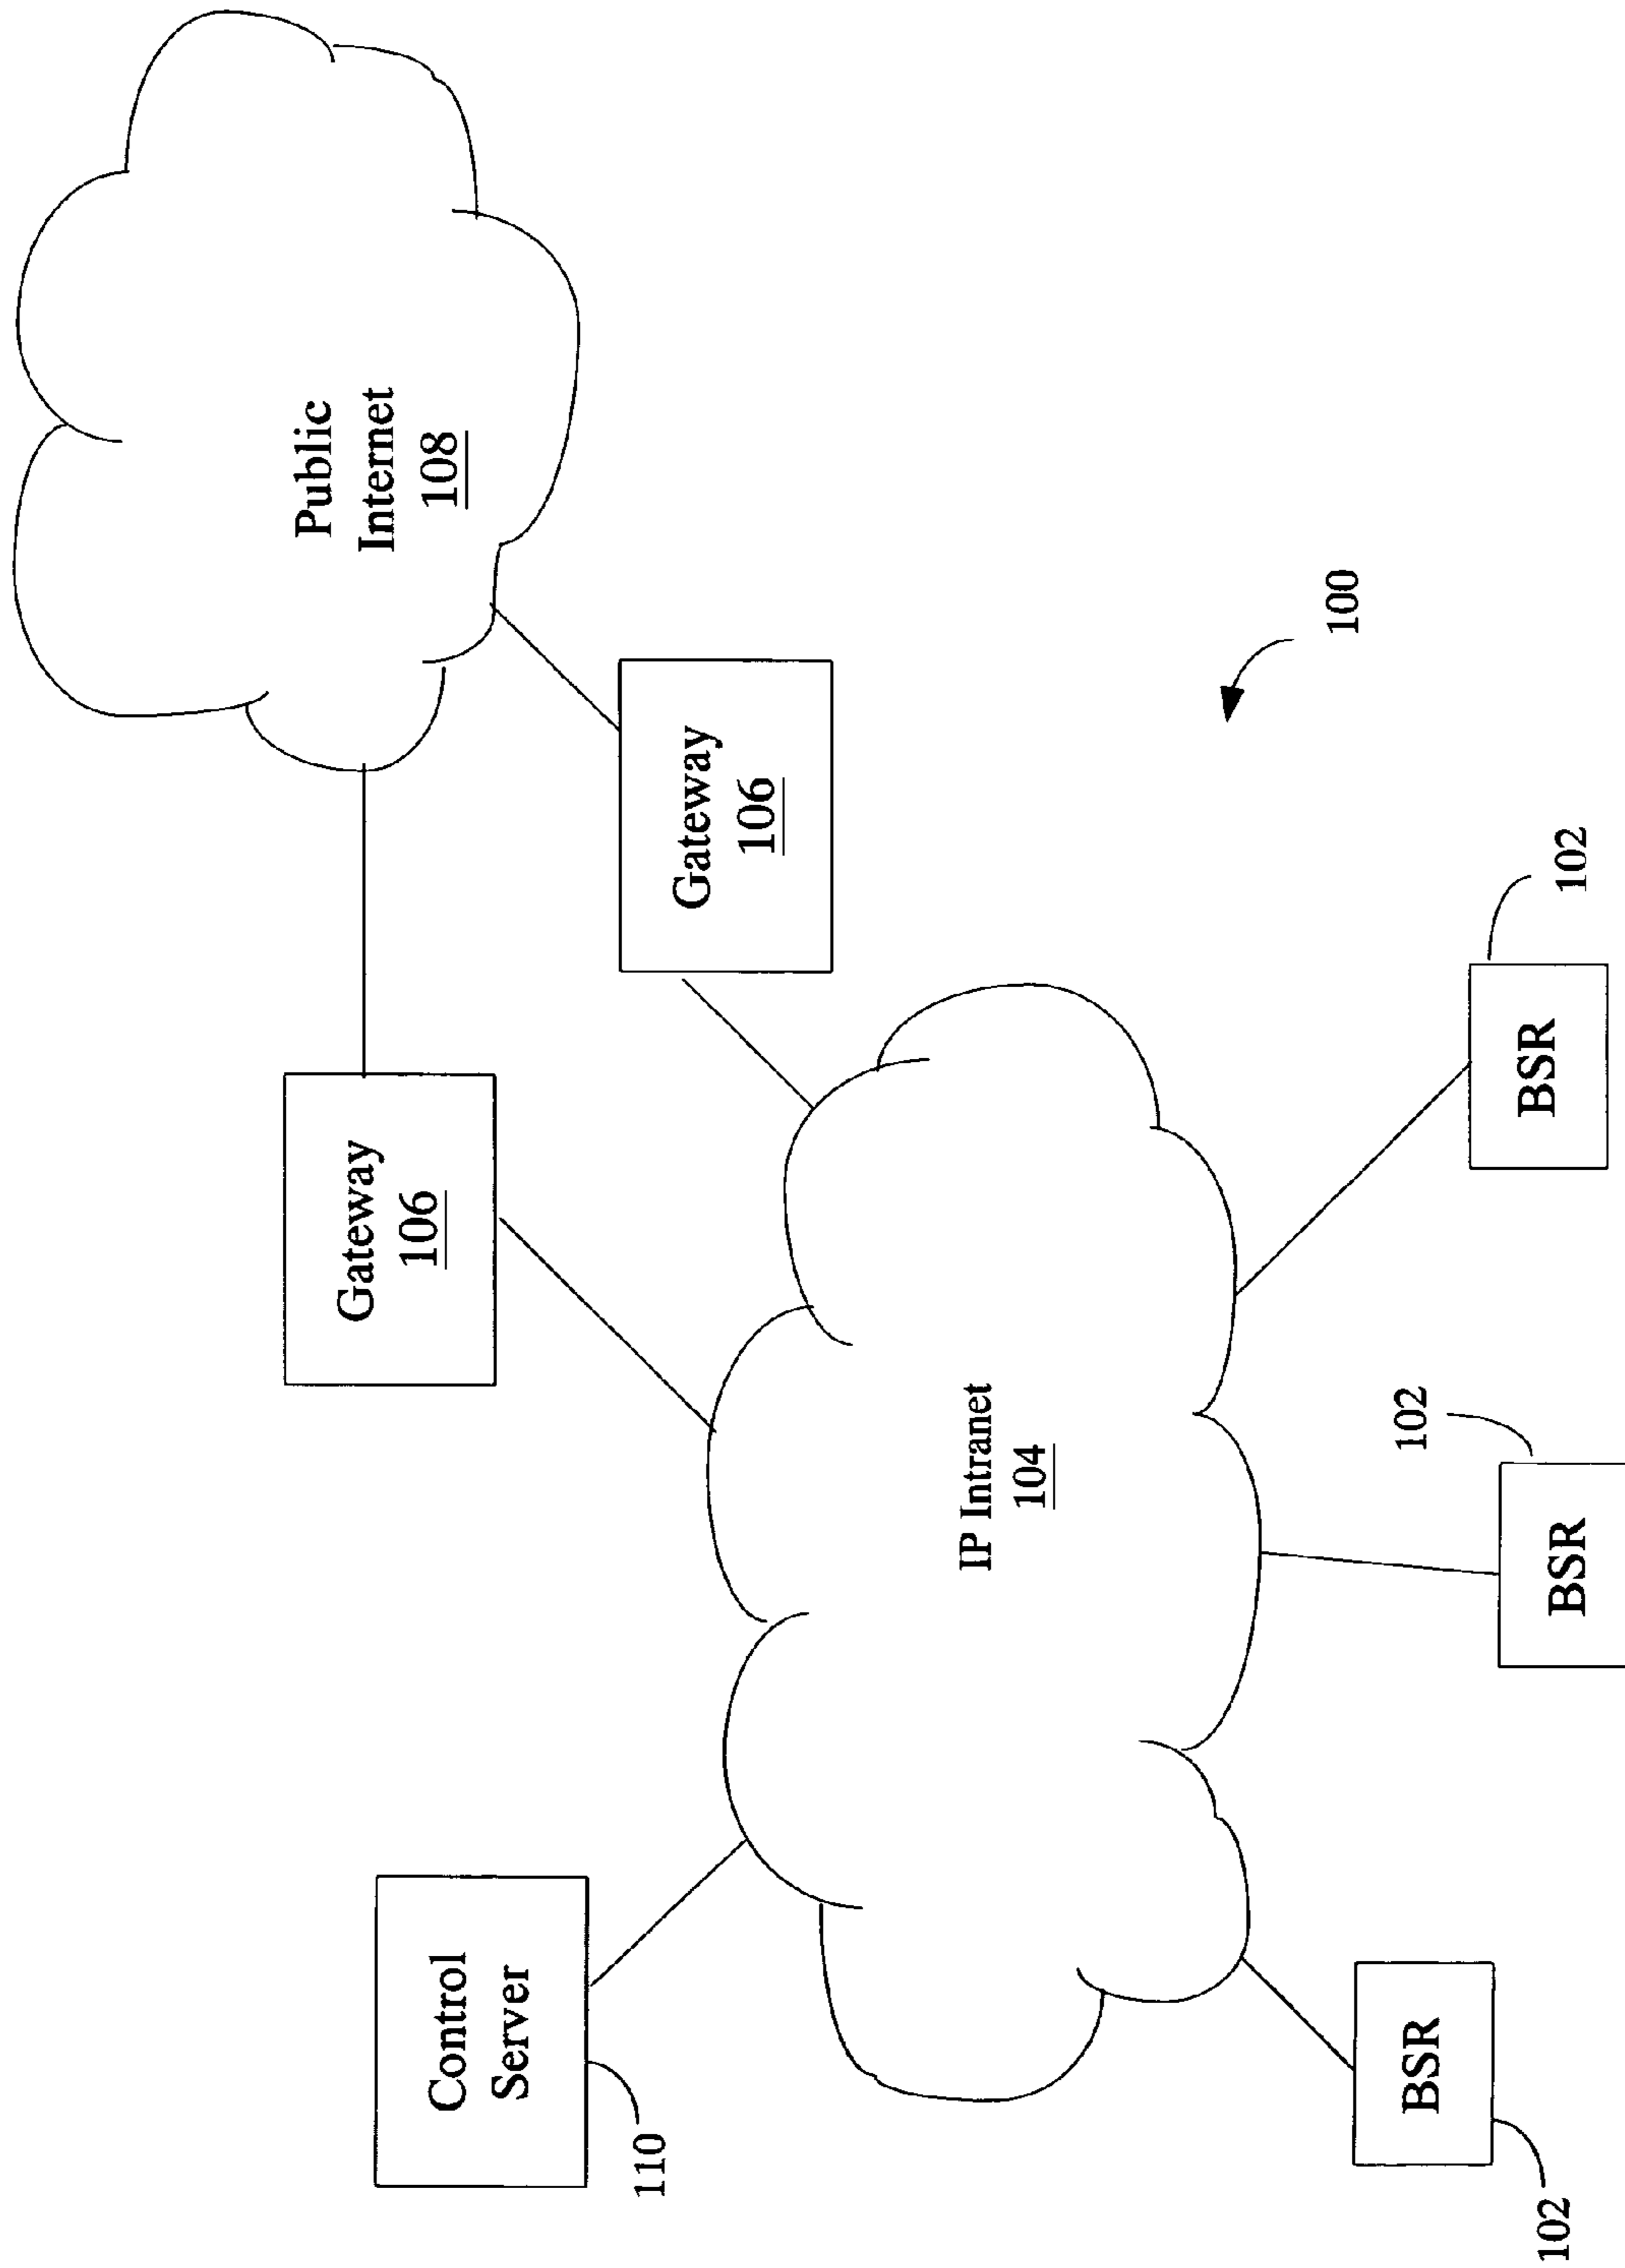 Public
Internet
108
Gateway
106
Gateway
106
Control
Server
110
IP Intranet
104
100
BSR
102
BSR
102
BSR
102